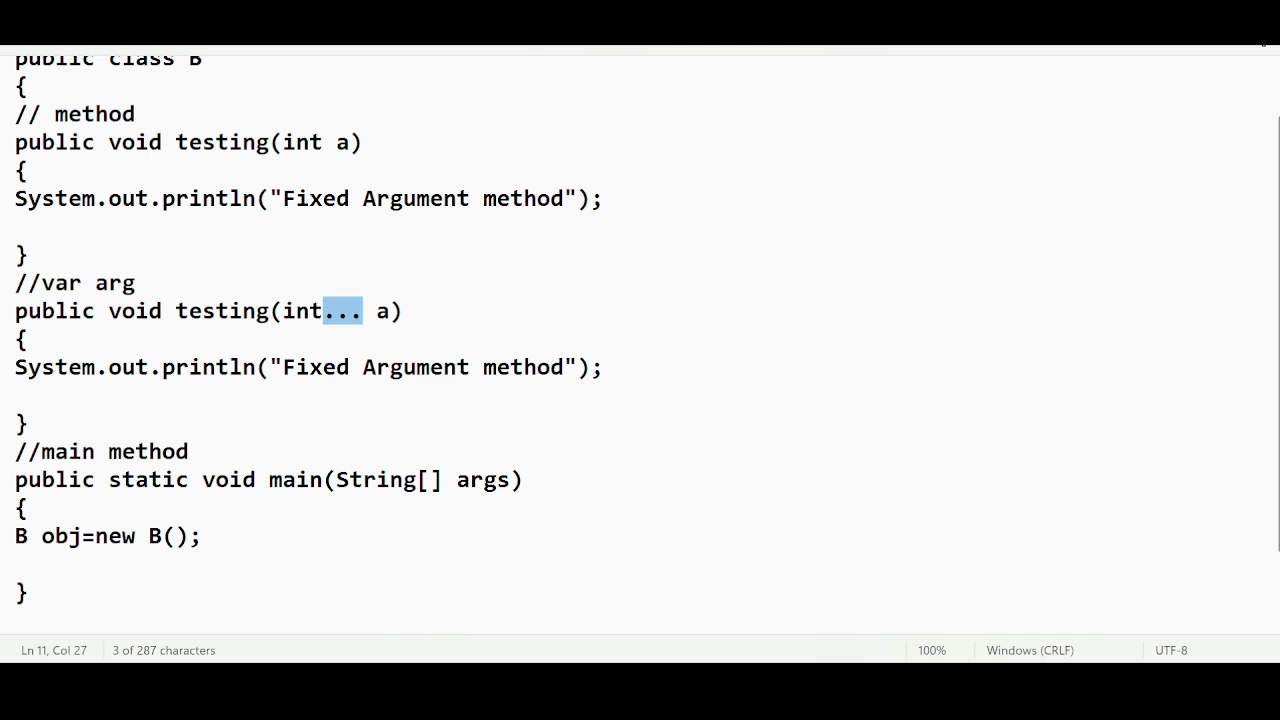 public class B
{
// method
public void testing(int a)
{
System.out.println("Fixed Argument method");
}
//var arg
public void testing(int... a)
{
System.out.println("Fixed Argument method");
}
//main method
public static void main(String[] args)
{
B obj=new B();
}
Ln 11, Col 27 3 of 287 characters 100% Windows (CRLF) UTF-8